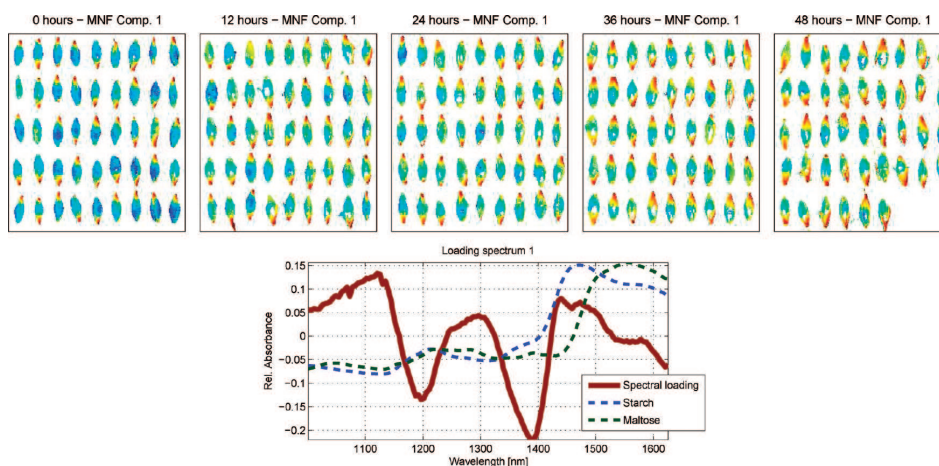 0 hours – MNF Comp. 1
12 hours – MNF Comp. 1
24 hours – MNF Comp. 1
36 hours – MNF Comp. 1
48 hours – MNF Comp. 1
Loading spectrum 1
Rel. Absorbance
0.15
0.1
0.05
0
−0.05
−0.1
−0.15
−0.2
Spectral loading
Starch
Maltose
1100
1200
1300
1400
1500
1600
Wavelength [nm]